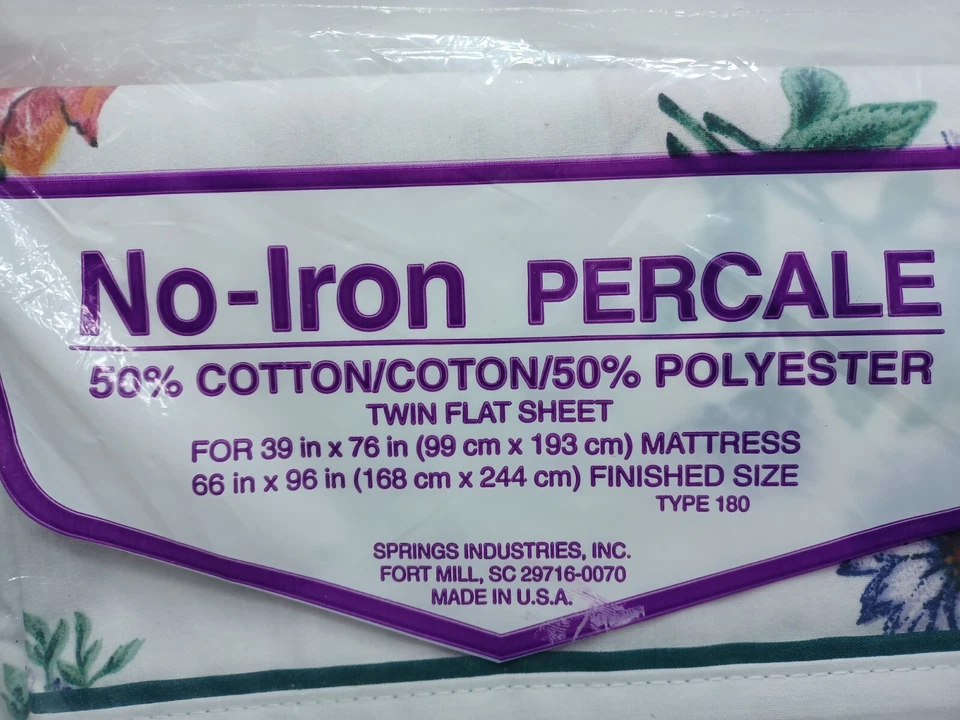 No-Iron PERCALE
50% COTTON/COTON/50% POLYESTER
TWIN FLAT SHEET
FOR 39 in x 76 in (99 cm x 193 cm) MATTRESS
66 in x 96 in (168 cm x 244 cm) FINISHED SIZE
TYPE 180
SPRINGS INDUSTRIES, INC.
FORT MILL, SC 29716-0070
MADE IN U.S.A.